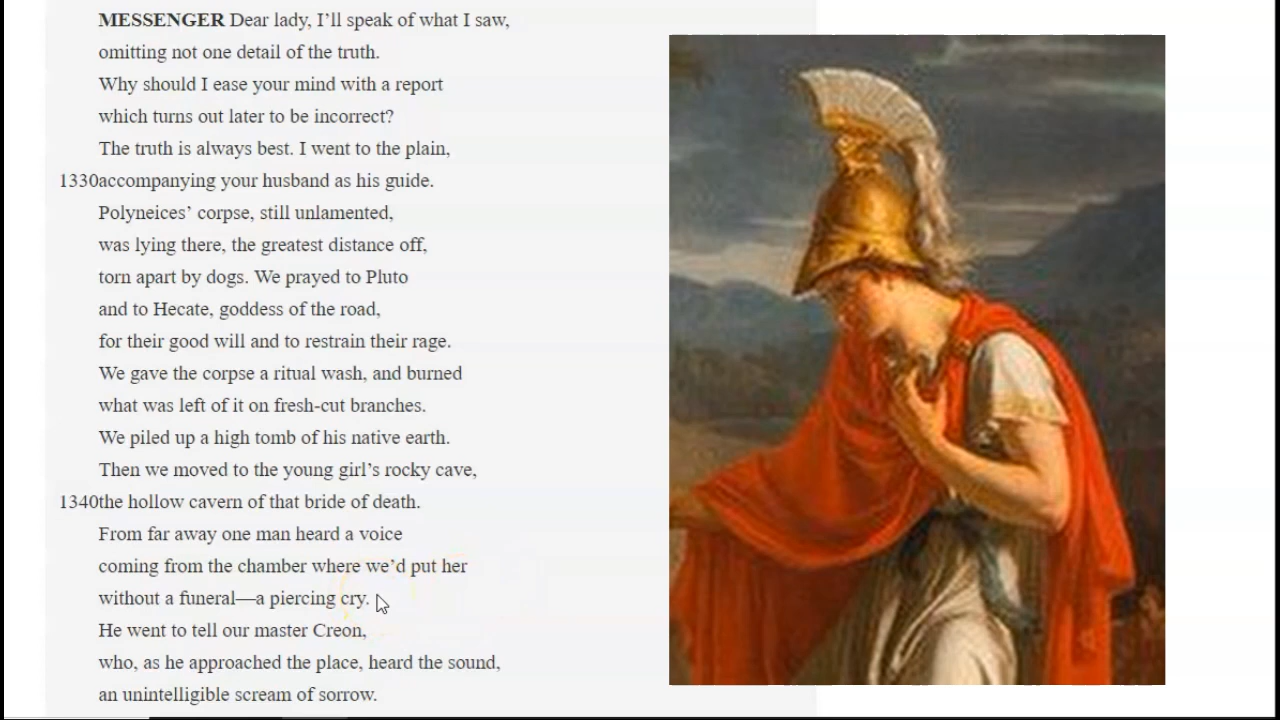 MESSENGER Dear lady, I’ll speak of what I saw,
omitting not one detail of the truth.
Why should I ease your mind with a report
which turns out later to be incorrect?
The truth is always best. I went to the plain,
1330accompanying your husband as his guide.
Polyneices’ corpse, still unlamented,
was lying there, the greatest distance off,
torn apart by dogs. We prayed to Pluto
and to Hecate, goddess of the road,
for their good will and to restrain their rage.
We gave the corpse a ritual wash, and burned
what was left of it on fresh-cut branches.
We piled up a high tomb of his native earth.
Then we moved to the young girl’s rocky cave,
1340the hollow cavern of that bride of death.
From far away one man heard a voice
coming from the chamber where we’d put her
without a funeral—a piercing cry.
He went to tell our master Creon,
who, as he approached the place, heard the sound,
an unintelligible scream of sorrow.